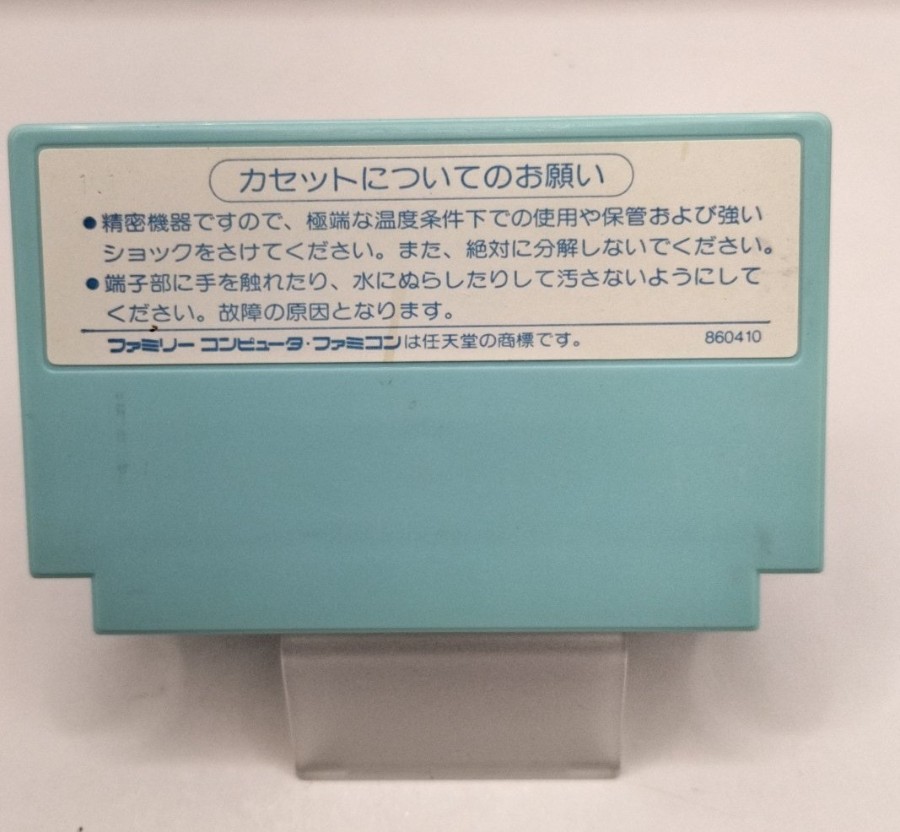 カセットについてのお願い
●精密機器ですので、極端な温度条件下での使用や保管および強い
ショックをさけてください。また、絶対に分解しないでください。
●端子部に手を触れたり、水にぬらしたりして汚さないようにして
ください。故障の原因となります。
ファミリー コンピュータ・ファミコンは任天堂の商標です。 860410